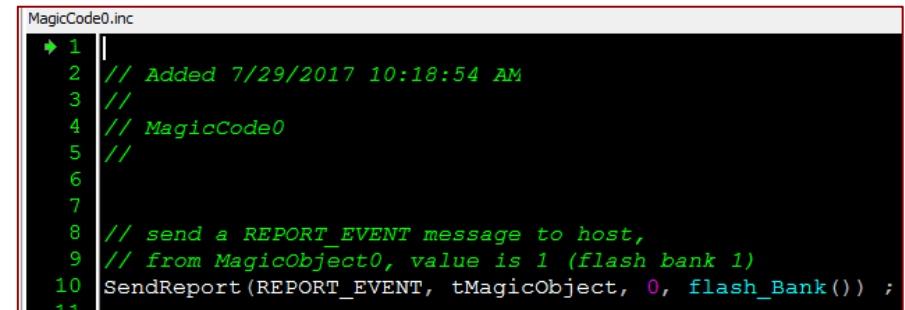 MagicCode0.inc
1
2 // Added 7/29/2017 10:18:54 AM
3 //
4 // MagicCode0
5 //
6
7
8 // send a REPORT_EVENT message to host,
9 // from MagicObject0, value is 1 (flash bank 1)
10 SendReport(REPORT_EVENT, tMagicObject, 0, flash_Bank()) ;
11